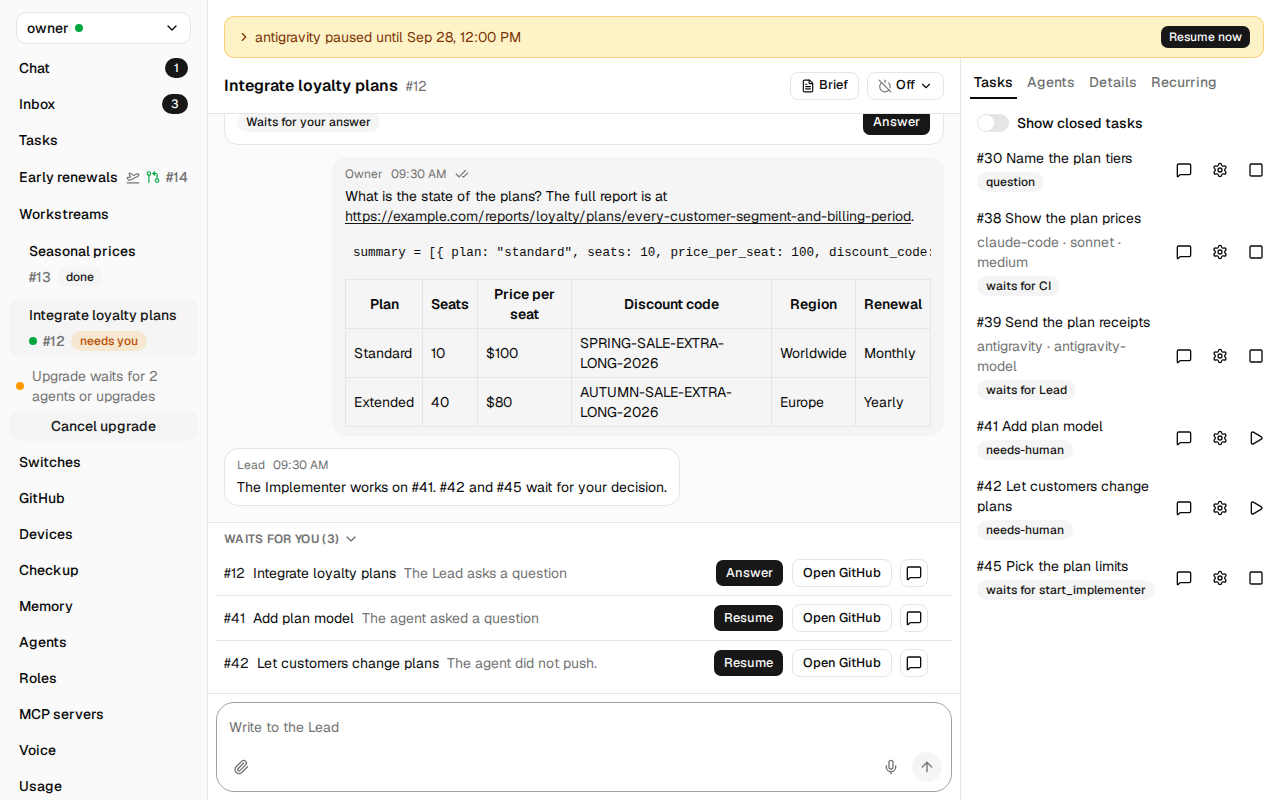 owner
Chat 1
Inbox 3
Tasks
Early renewals #14
Workstreams
Seasonal prices
#13 done
Integrate loyalty plans
#12 needs you
Upgrade waits for 2
agents or upgrades
Cancel upgrade
Switches
GitHub
Devices
Checkup
Memory
Agents
Roles
MCP servers
Voice
Usage
antigravity paused until Sep 28, 12:00 PM Resume now
Integrate loyalty plans #12 Brief Off
Waits for your answer Answer
Owner 09:30 AM
What is the state of the plans? The full report is at
https://example.com/reports/loyalty/plans/every-customer-segment-and-billing-period.
summary = [{ plan: "standard", seats: 10, price_per_seat: 100, discount_code:
Plan Seats Price per seat Discount code Region Renewal
Standard 10 $100 SPRING-SALE-EXTRA-LONG-2026 Worldwide Monthly
Extended 40 $80 AUTUMN-SALE-EXTRA-LONG-2026 Europe Yearly
Lead 09:30 AM
The Implementer works on #41. #42 and #45 wait for your decision.
WAITS FOR YOU (3)
#12 Integrate loyalty plans The Lead asks a question Answer Open GitHub
#41 Add plan model The agent asked a question Resume Open GitHub
#42 Let customers change plans The agent did not push. Resume Open GitHub
Write to the Lead
Tasks Agents Details Recurring
Show closed tasks
#30 Name the plan tiers
question
#38 Show the plan prices
claude-code · sonnet ·
medium
waits for CI
#39 Send the plan receipts
antigravity · antigravity-
model
waits for Lead
#41 Add plan model
needs-human
#42 Let customers change
plans
needs-human
#45 Pick the plan limits
waits for start_implementer